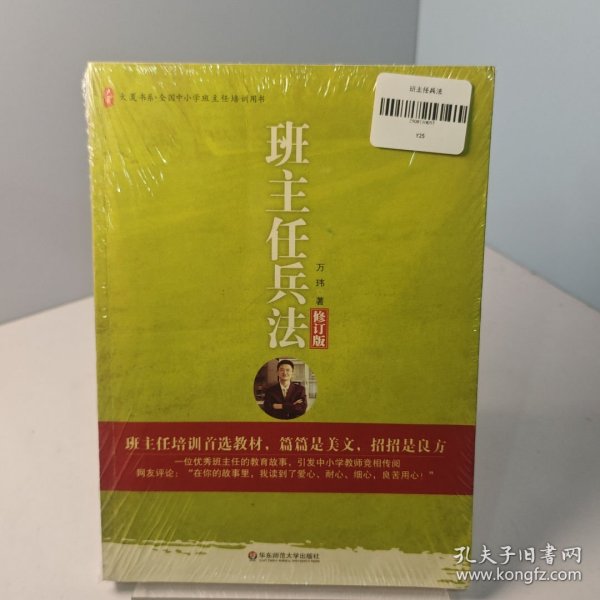 大夏书系·全国中小学班主任培训用书
班主任兵法
¥25
班主任兵法
万玮 著
修订版
班主任培训首选教材，篇篇是美文，招招是良方
一位优秀班主任的教育故事，引发中小学教师竞相传阅
网友评论：“在你的故事里，我读到了爱心、耐心、细心，良苦用心！”
华东师范大学出版社
孔夫子旧书网
www.kongfz.com